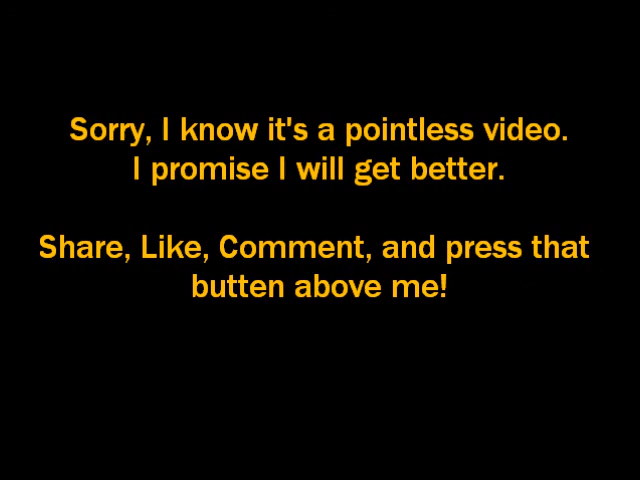 Sorry, I know it's a pointless video.
I promise I will get better.
Share, Like, Comment, and press that
butten above me!